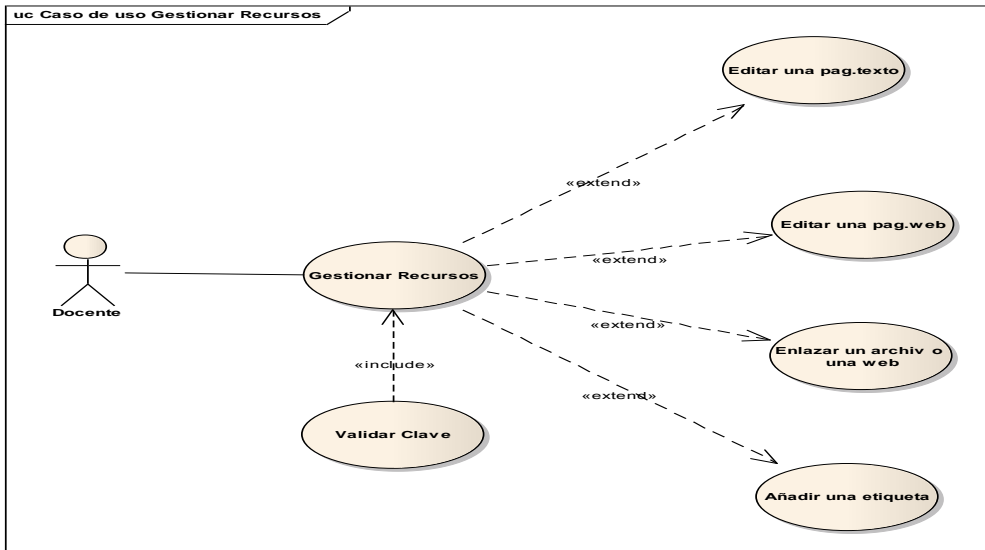 uc Caso de uso Gestionar Recursos
Editar una pag.texto
«extend»
Editar una pag.web
«extend»
Gestionar Recursos
Docente
«extend»
Enlazar un archiv o
una web
«include»
«extend»
Validar Clave
Añadir una etiqueta